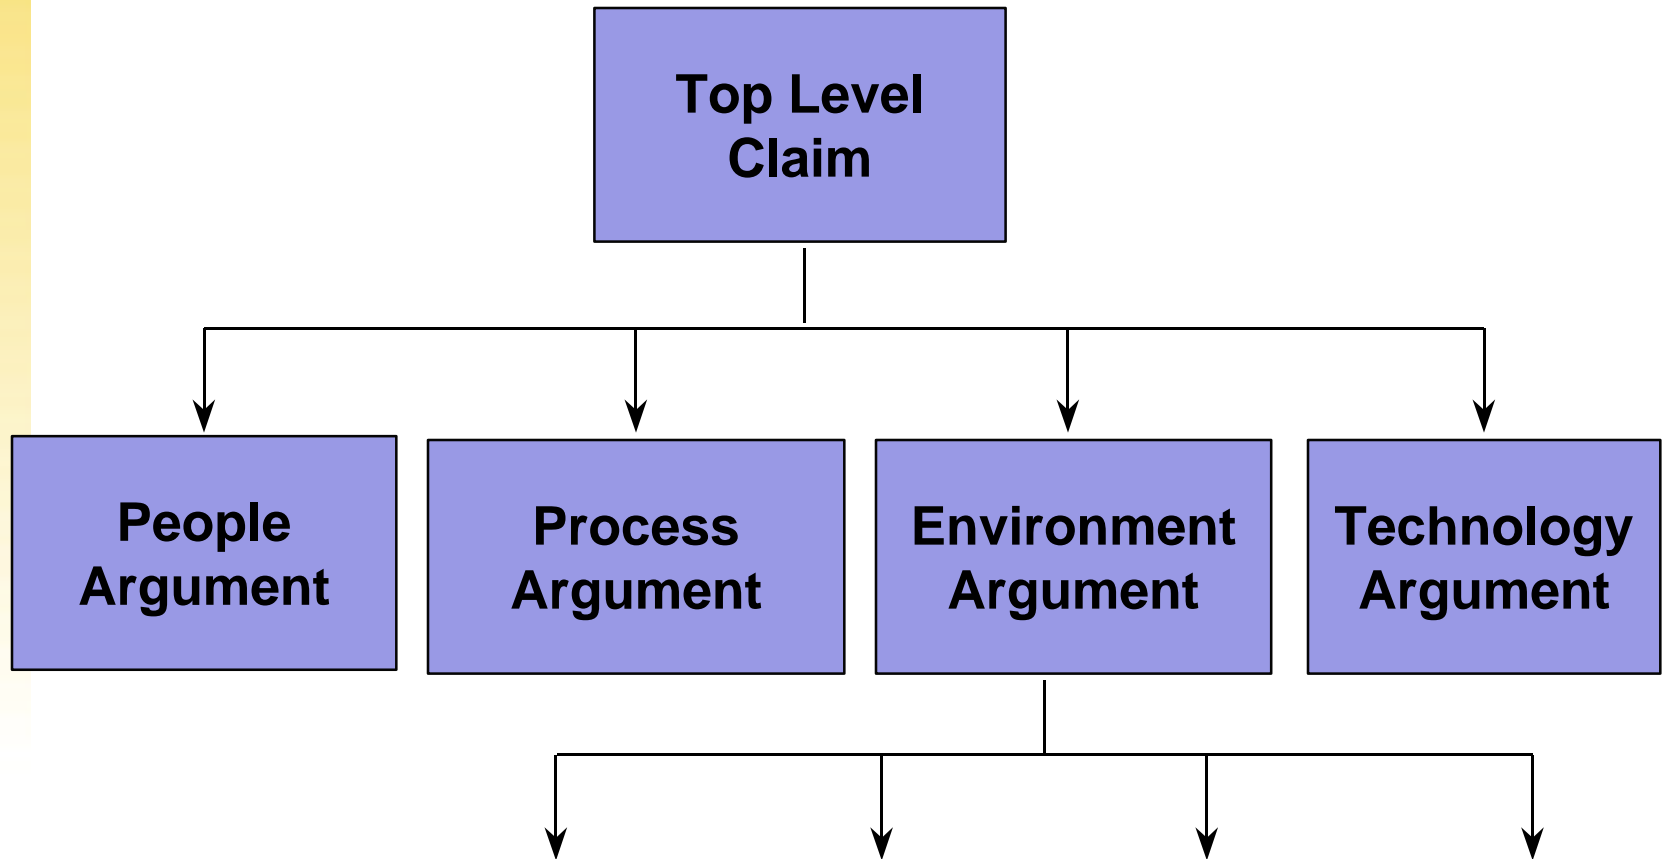 Top Level
Claim
People
Argument
Process
Argument
Environment
Argument
Technology
Argument